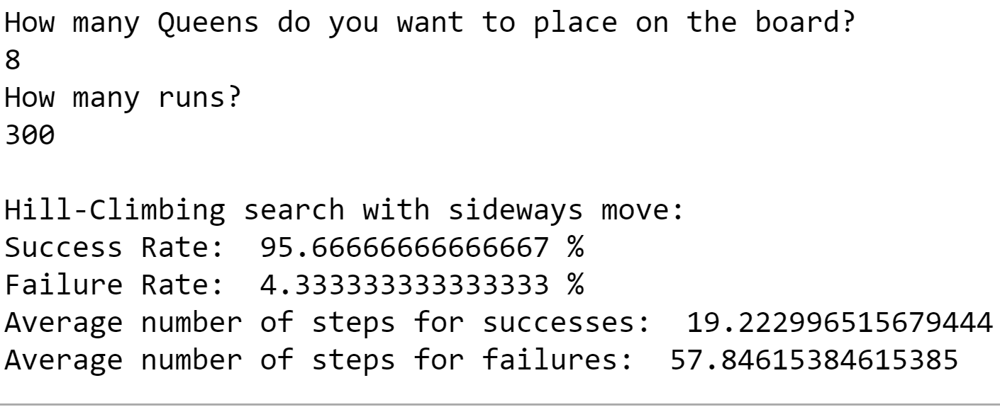 How many Queens do you want to place on the board?
8
How many runs?
300
Hill-Climbing search with sideways move:
Success Rate:  95.66666666666667 %
Failure Rate:  4.333333333333333 %
Average number of steps for successes:  19.222996515679444
Average number of steps for failures:  57.84615384615385